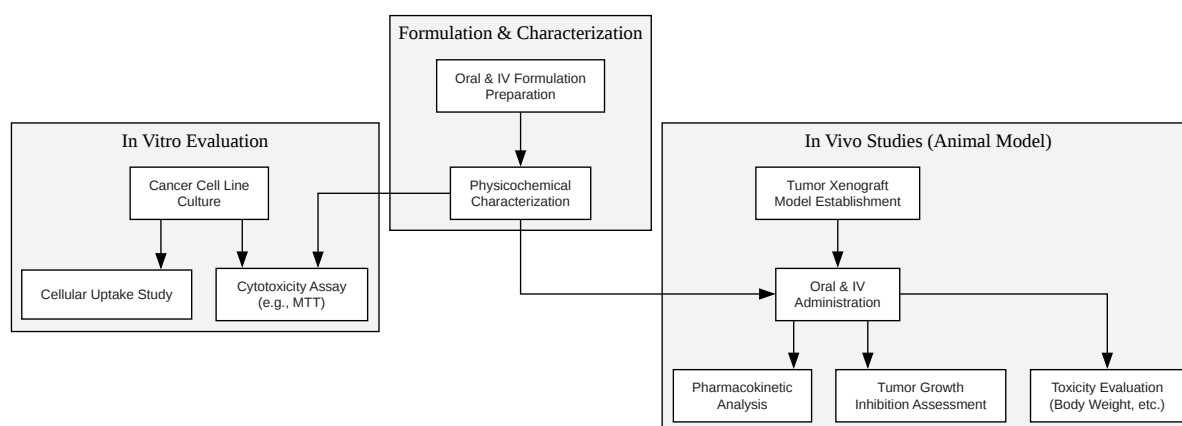 Formulation & Characterization
Oral & IV Formulation
Preparation
Physicochemical
Characterization
In Vitro Evaluation
Cancer Cell Line
Culture
Cellular Uptake Study
Cytotoxicity Assay
(e.g., MTT)
In Vivo Studies (Animal Model)
Tumor Xenograft
Model Establishment
Oral & IV
Administration
Pharmacokinetic
Analysis
Tumor Growth
Inhibition Assessment
Toxicity Evaluation
(Body Weight, etc.)